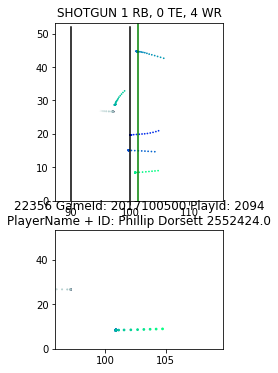 SHOTGUN 1 RB, 0 TE, 4 WR
50
40
30
20
10
0
90 100 110
22356 GameId: 2017100500 PlayId: 2094
PlayerName + ID: Phillip Dorsett 2552424.0
40
20
0
100 105